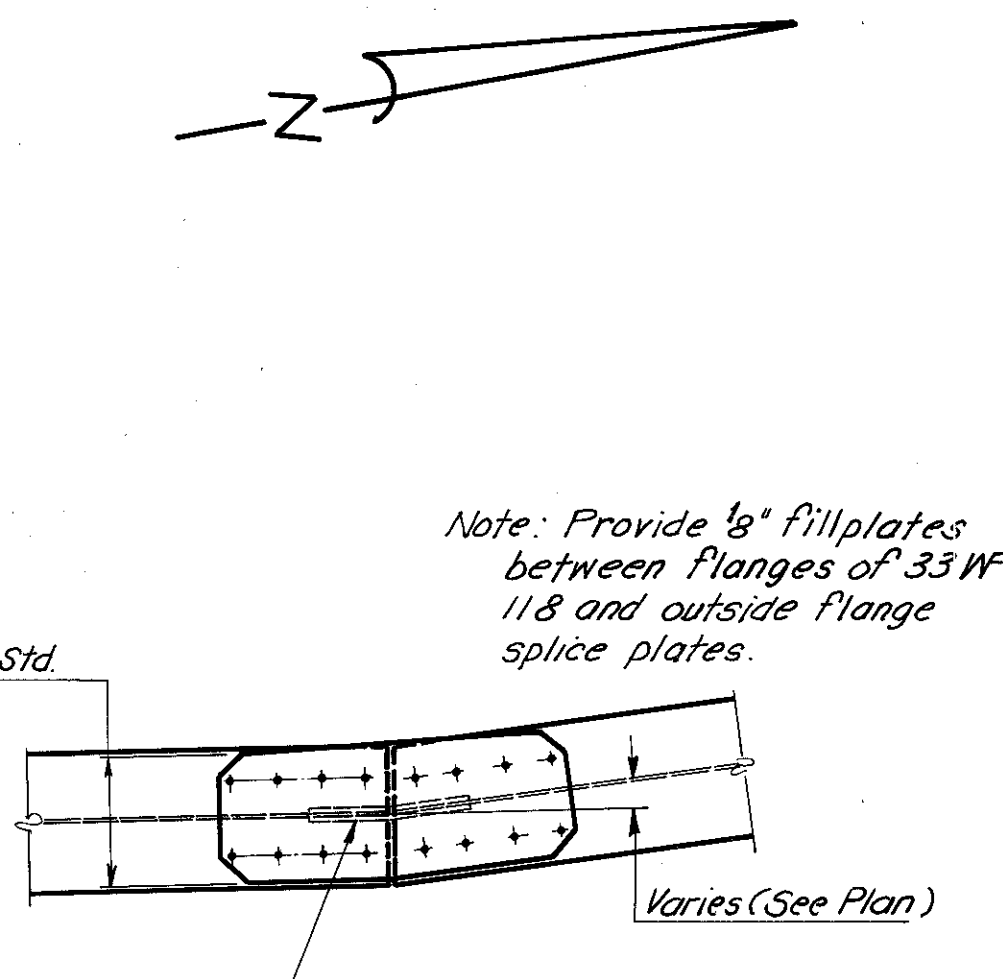 N
Note: Provide 1/8" fillplates
between flanges of 33 WF
118 and outside flange
splice plates.
Std.
Varies (See Plan)